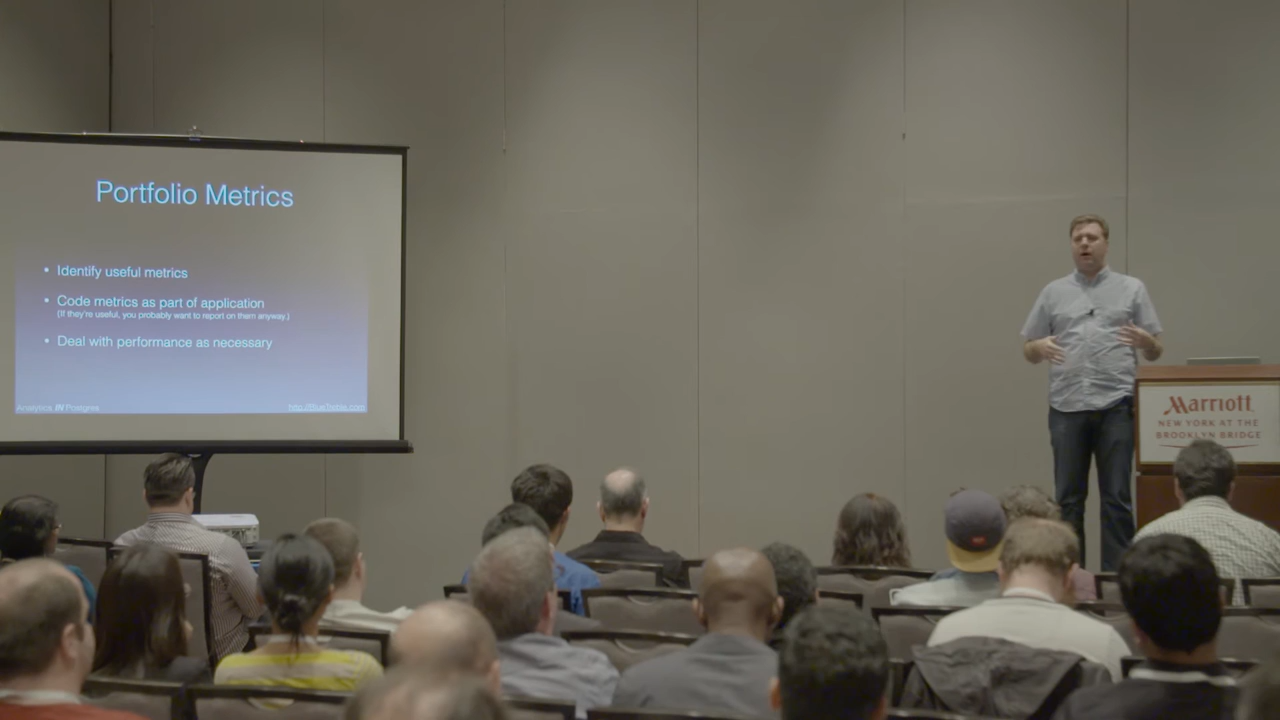 Portfolio Metrics
• Identify useful metrics
• Code metrics as part of application
(If they're useful, you probably want to report on them anyway.)
• Deal with performance as necessary
Analytics IN Postgres
http://BlueTreble.com
Marriott
NEW YORK AT THE
BROOKLYN BRIDGE